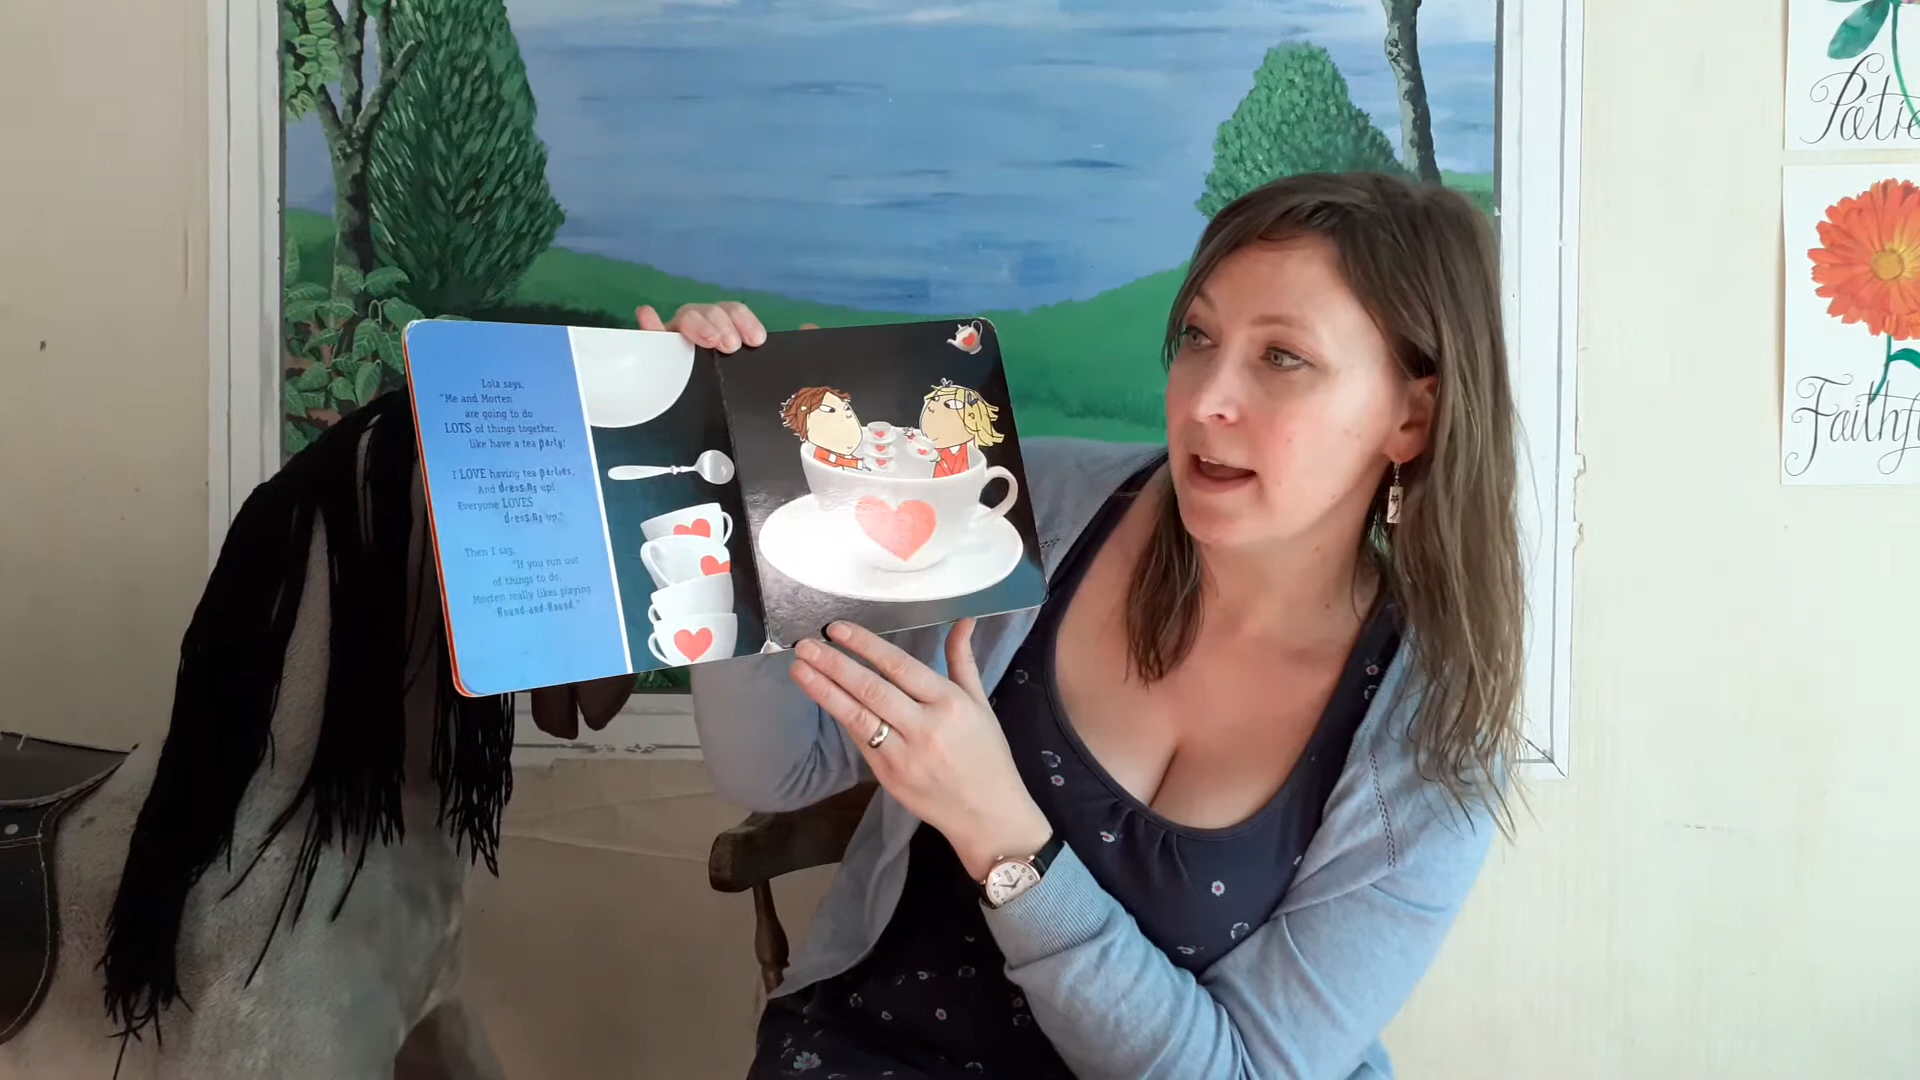 Lola says,
"Me and Morten
are going to do
LOTS of things together,
like have a tea party!
I LOVE having tea parties.
And dressing up!
Everyone LOVES
dressing up."
Then I say,
"If you run out
of things to do,
Morten really likes playing
Round-and-Round."
Patie
Faithfu